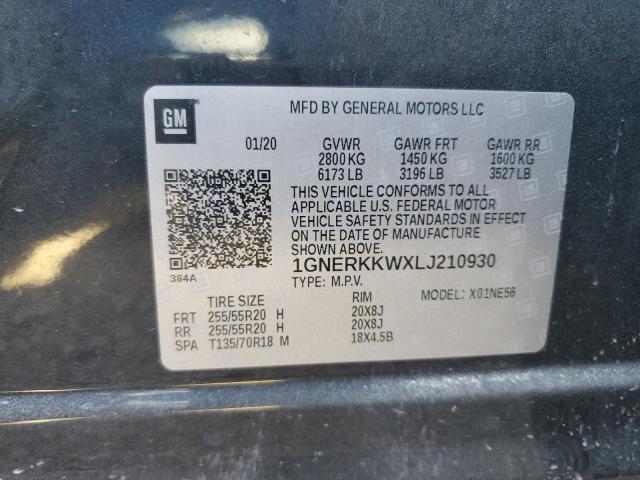 GM
MFD BY GENERAL MOTORS LLC
01/20 GVWR GAWR FRT GAWR RR
2800 KG 1450 KG 1600 KG
6173 LB 3196 LB 3527 LB
THIS VEHICLE CONFORMS TO ALL
APPLICABLE U.S. FEDERAL MOTOR
VEHICLE SAFETY STANDARDS IN EFFECT
ON THE DATE OF MANUFACTURE
SHOWN ABOVE.
384A
1GNERKKWXLJ210930
TYPE: M.P.V.
MODEL: X01NE56
TIRE SIZE RIM
FRT 255/55R20 H 20X8J
RR 255/55R20 H 20X8J
SPA T135/70R18 M 18X4.5B